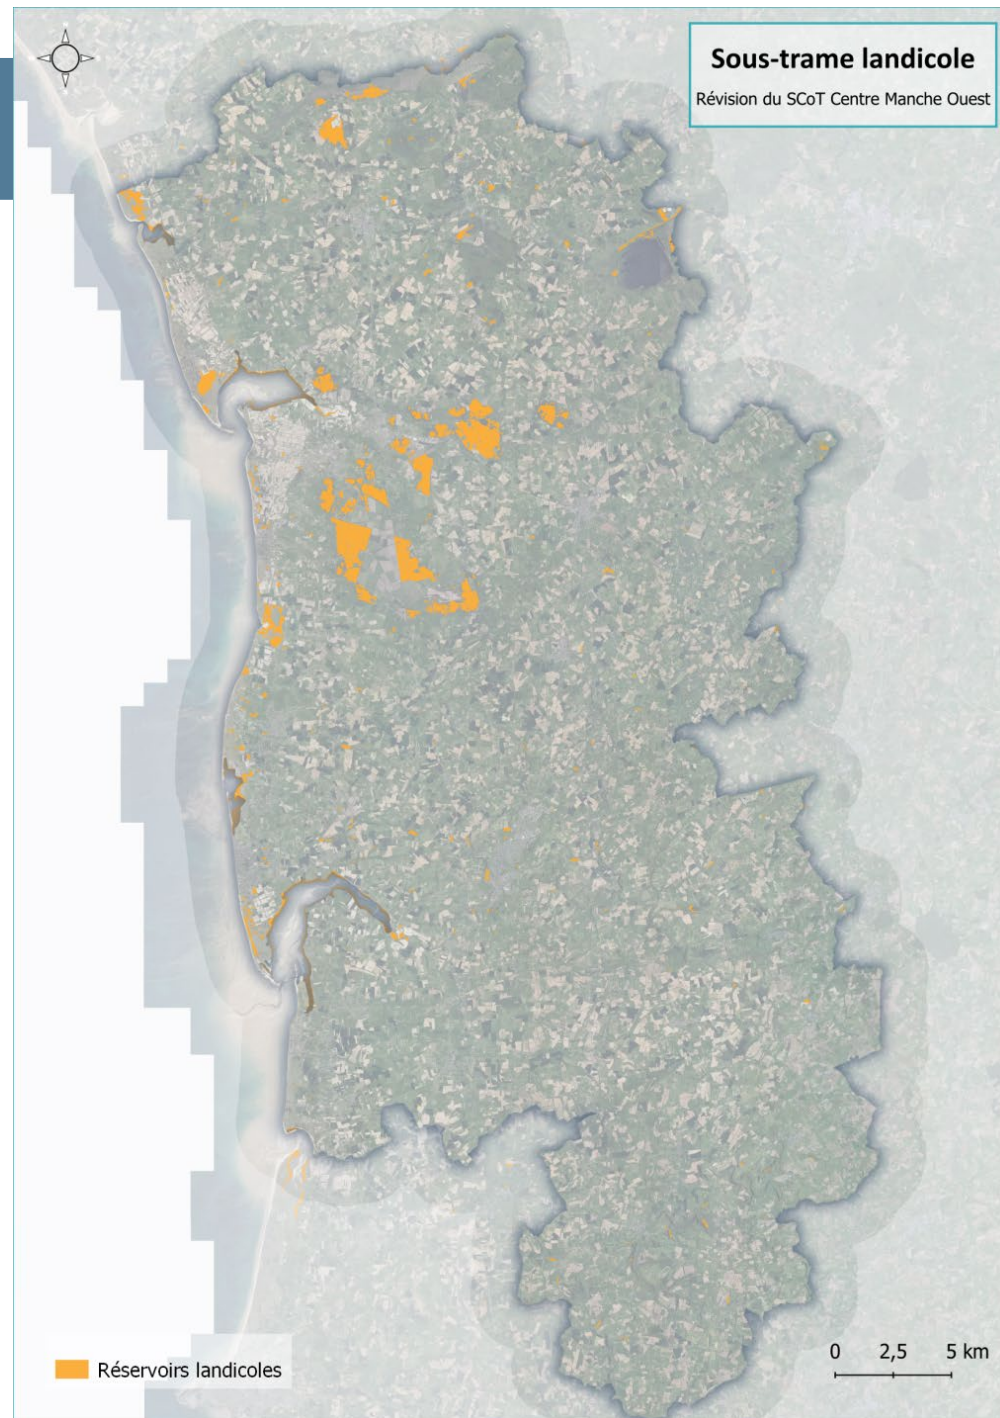 Sous-trame landicole
Révision du SCoT Centre Manche Ouest
Réservoirs landicoles
0 2,5 5 km